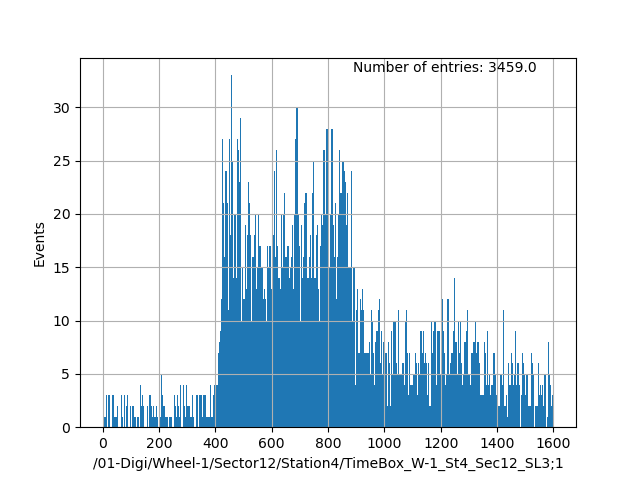 Number of entries: 3459.0
30
25
20
15
10
5
0
Events
0 200 400 600 800 1000 1200 1400 1600
/01-Digi/Wheel-1/Sector12/Station4/TimeBox_W-1_St4_Sec12_SL3;1